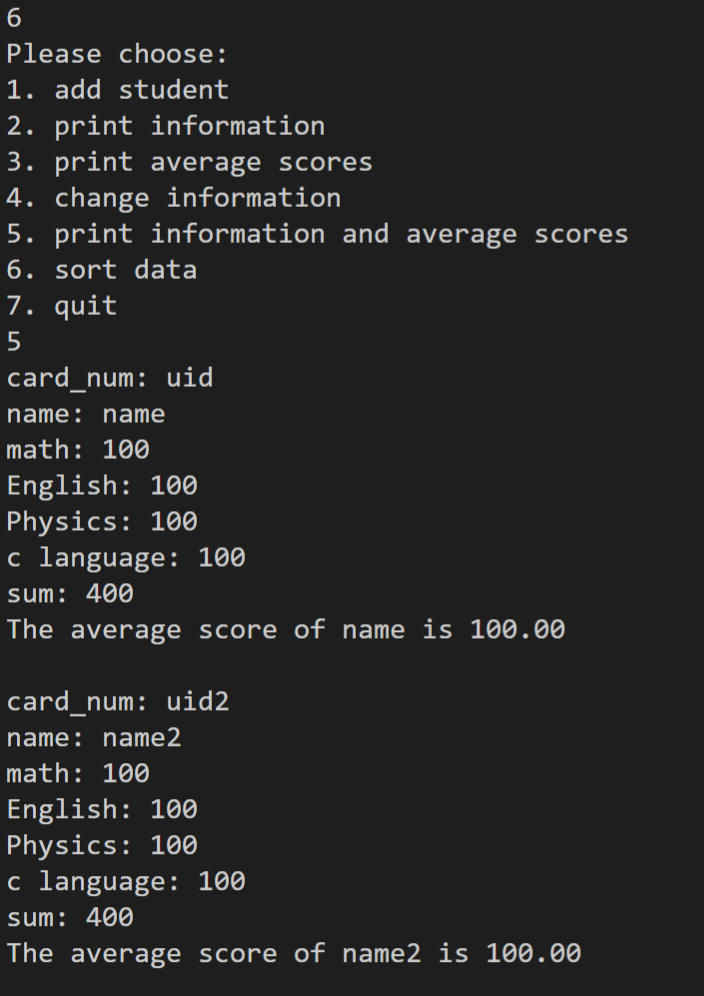 6
Please choose:
1. add student
2. print information
3. print average scores
4. change information
5. print information and average scores
6. sort data
7. quit
5
card_num: uid
name: name
math: 100
English: 100
Physics: 100
c language: 100
sum: 400
The average score of name is 100.00

card_num: uid2
name: name2
math: 100
English: 100
Physics: 100
c language: 100
sum: 400
The average score of name2 is 100.00